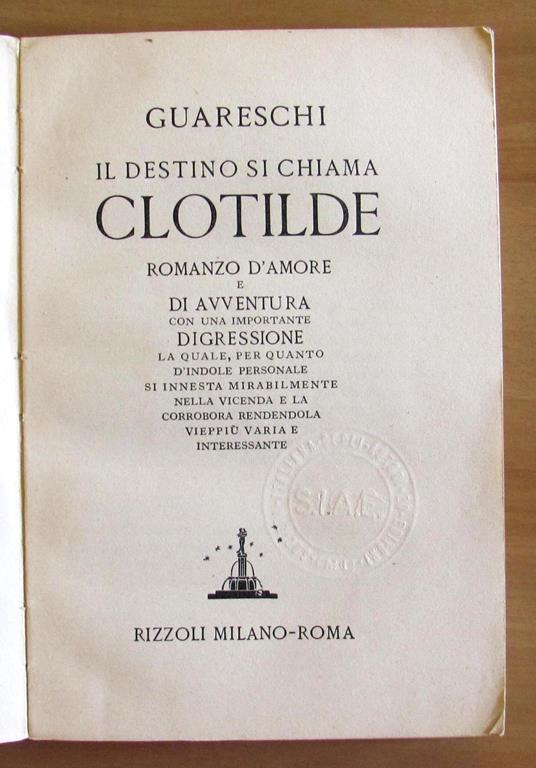 GUARESCHI
IL DESTINO SI CHIAMA
CLOTILDE
ROMANZO D'AMORE
E
DI AVVENTURA
CON UNA IMPORTANTE
DIGRESSIONE
LA QUALE, PER QUANTO
D'INDOLE PERSONALE
SI INNESTA MIRABILMENTE
NELLA VICENDA E LA
CORROBORA RENDENDOLA
VIEPPIÙ VARIA E
INTERESSANTE
S.I.A.E.
RIZZOLI MILANO-ROMA